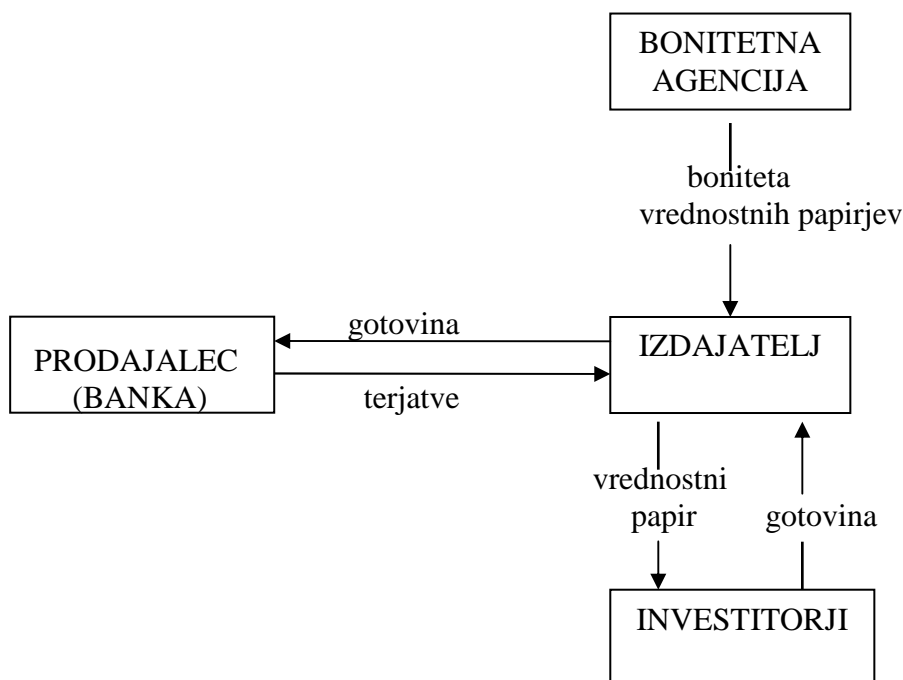 BONITETNA
AGENCIJA
boniteta
vrednostnih papirjev
gotovina
IZDAJATELJ
PRODAJALEC
(BANKA)
terjatve
vrednostni
papir
gotovina
INVESTITORJI